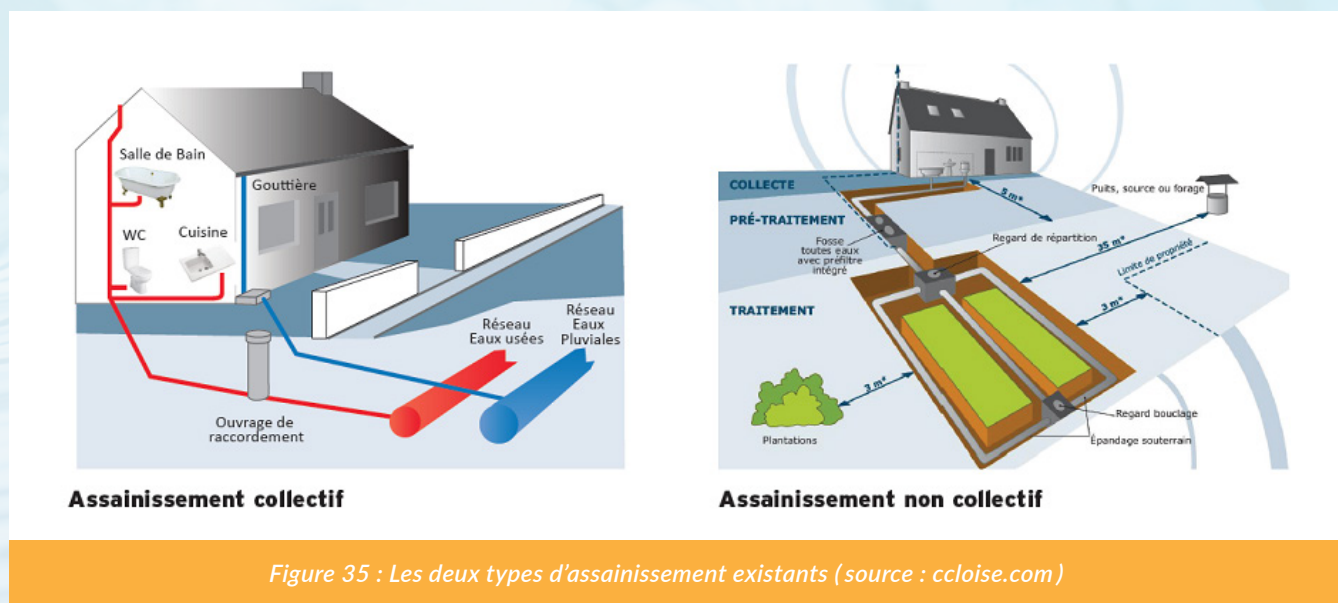 Salle de Bain
Gouttière
WC
Cuisine
Réseau
Eaux usées
Réseau
Eaux
Pluviales
Ouvrage de
raccordement
Assainissement collectif
COLLECTE
PRÉ-TRAITEMENT
Fosse
toutes eaux
avec préfiltre
intégré
5 m*
Puits, source ou forage
Regard de répartition
35 m*
Limite de propriété
TRAITEMENT
3 m*
3 m*
Plantations
Regard bouclage
Épandage souterrain
Assainissement non collectif
Figure 35 : Les deux types d'assainissement existants (source : ccloise.com)